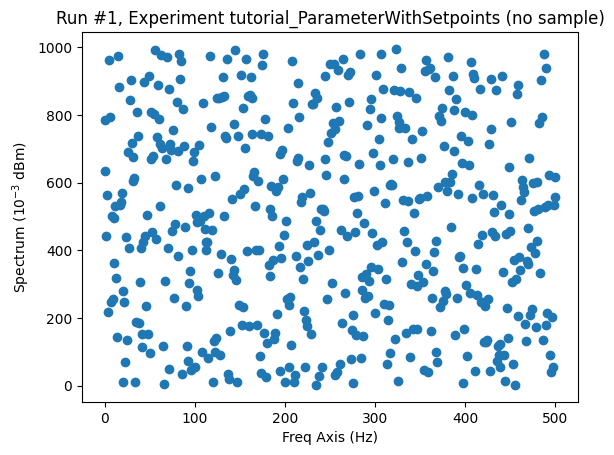 Run #1, Experiment tutorial_ParameterWithSetpoints (no sample)
1000
800
600
400
200
0
Spectrum (10⁻³ dBm)
0 100 200 300 400 500
Freq Axis (Hz)